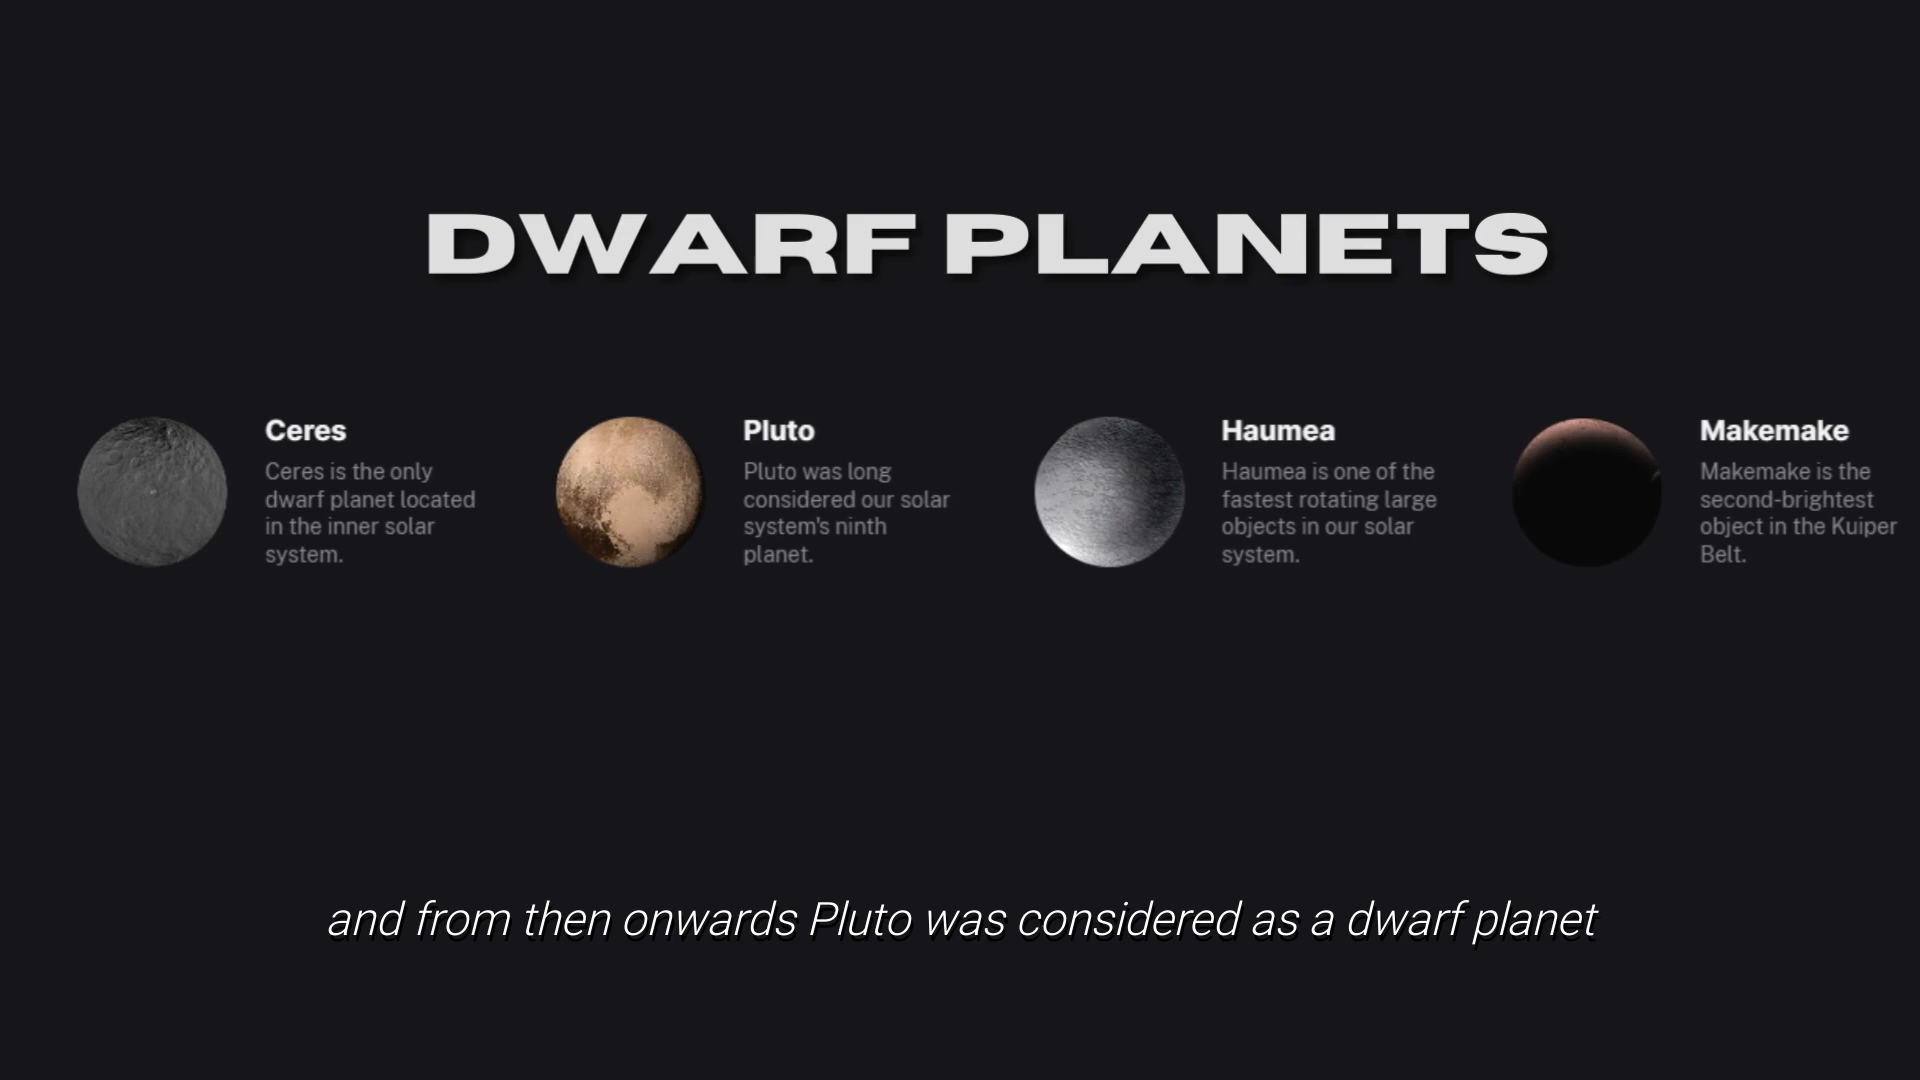 DWARF PLANETS
Ceres
Ceres is the only
dwarf planet located
in the inner solar
system.
Pluto
Pluto was long
considered our solar
system's ninth
planet.
Haumea
Haumea is one of the
fastest rotating large
objects in our solar
system.
Makemake
Makemake is the
second-brightest
object in the Kuiper
Belt.
and from then onwards Pluto was considered as a dwarf planet